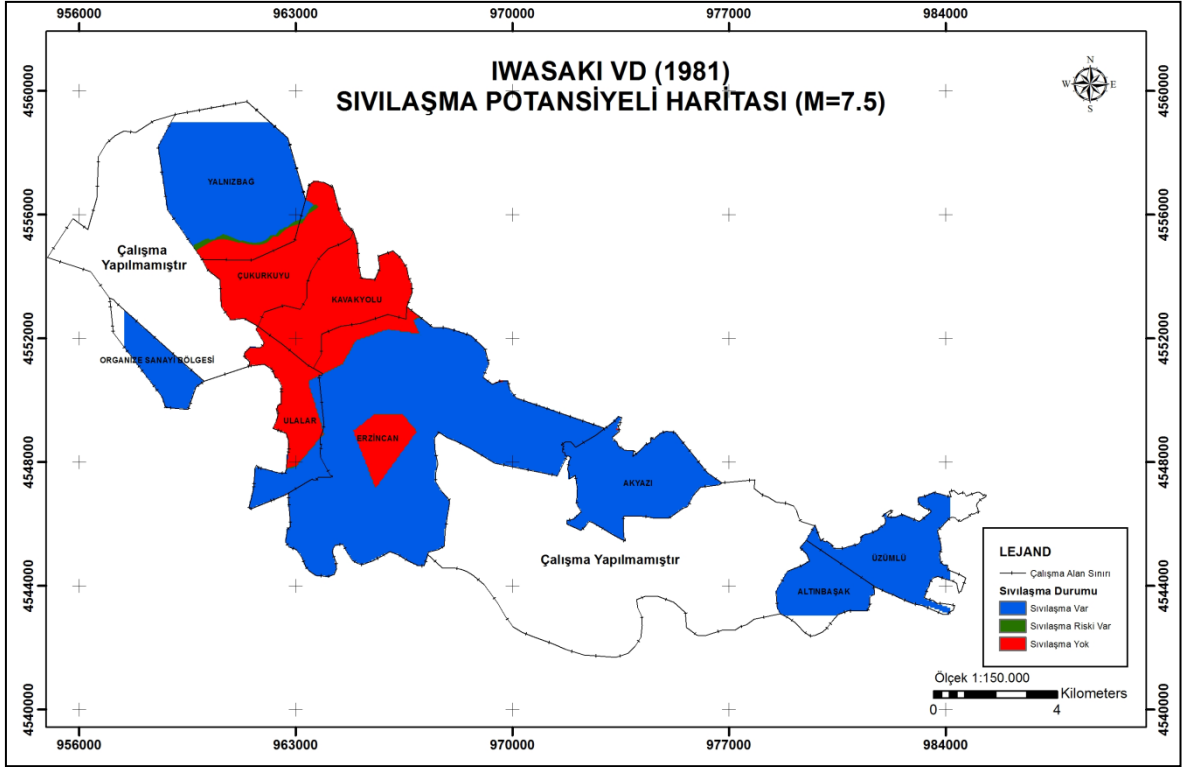 956000 963000 970000 977000 984000
IWASAKI VD (1981)
SIVILAŞMA POTANSİYELİ HARİTASI (M=7.5)
N
W E
S
4560000 4560000
YALNIZBAĞ
4556000 4556000
Çalışma
Yapılmamıştır
ÇUKURKUYU
KAVAKYOLU
4552000 4552000
ORGANIZE SANAYİ BÖLGESİ
ULALAR
ERZİNCAN
4548000 4548000
AKYAZI
Çalışma Yapılmamıştır
ÜZÜMLÜ
ALTINBAŞAK
4544000 4544000
LEJAND
Çalışma Alan Sınırı
Sıvılaşma Durumu
Sıvılaşma Var
Sıvılaşma Riski Var
Sıvılaşma Yok
Ölçek 1:150.000
Kilometers
0 4
4540000 4540000
956000 963000 970000 977000 984000